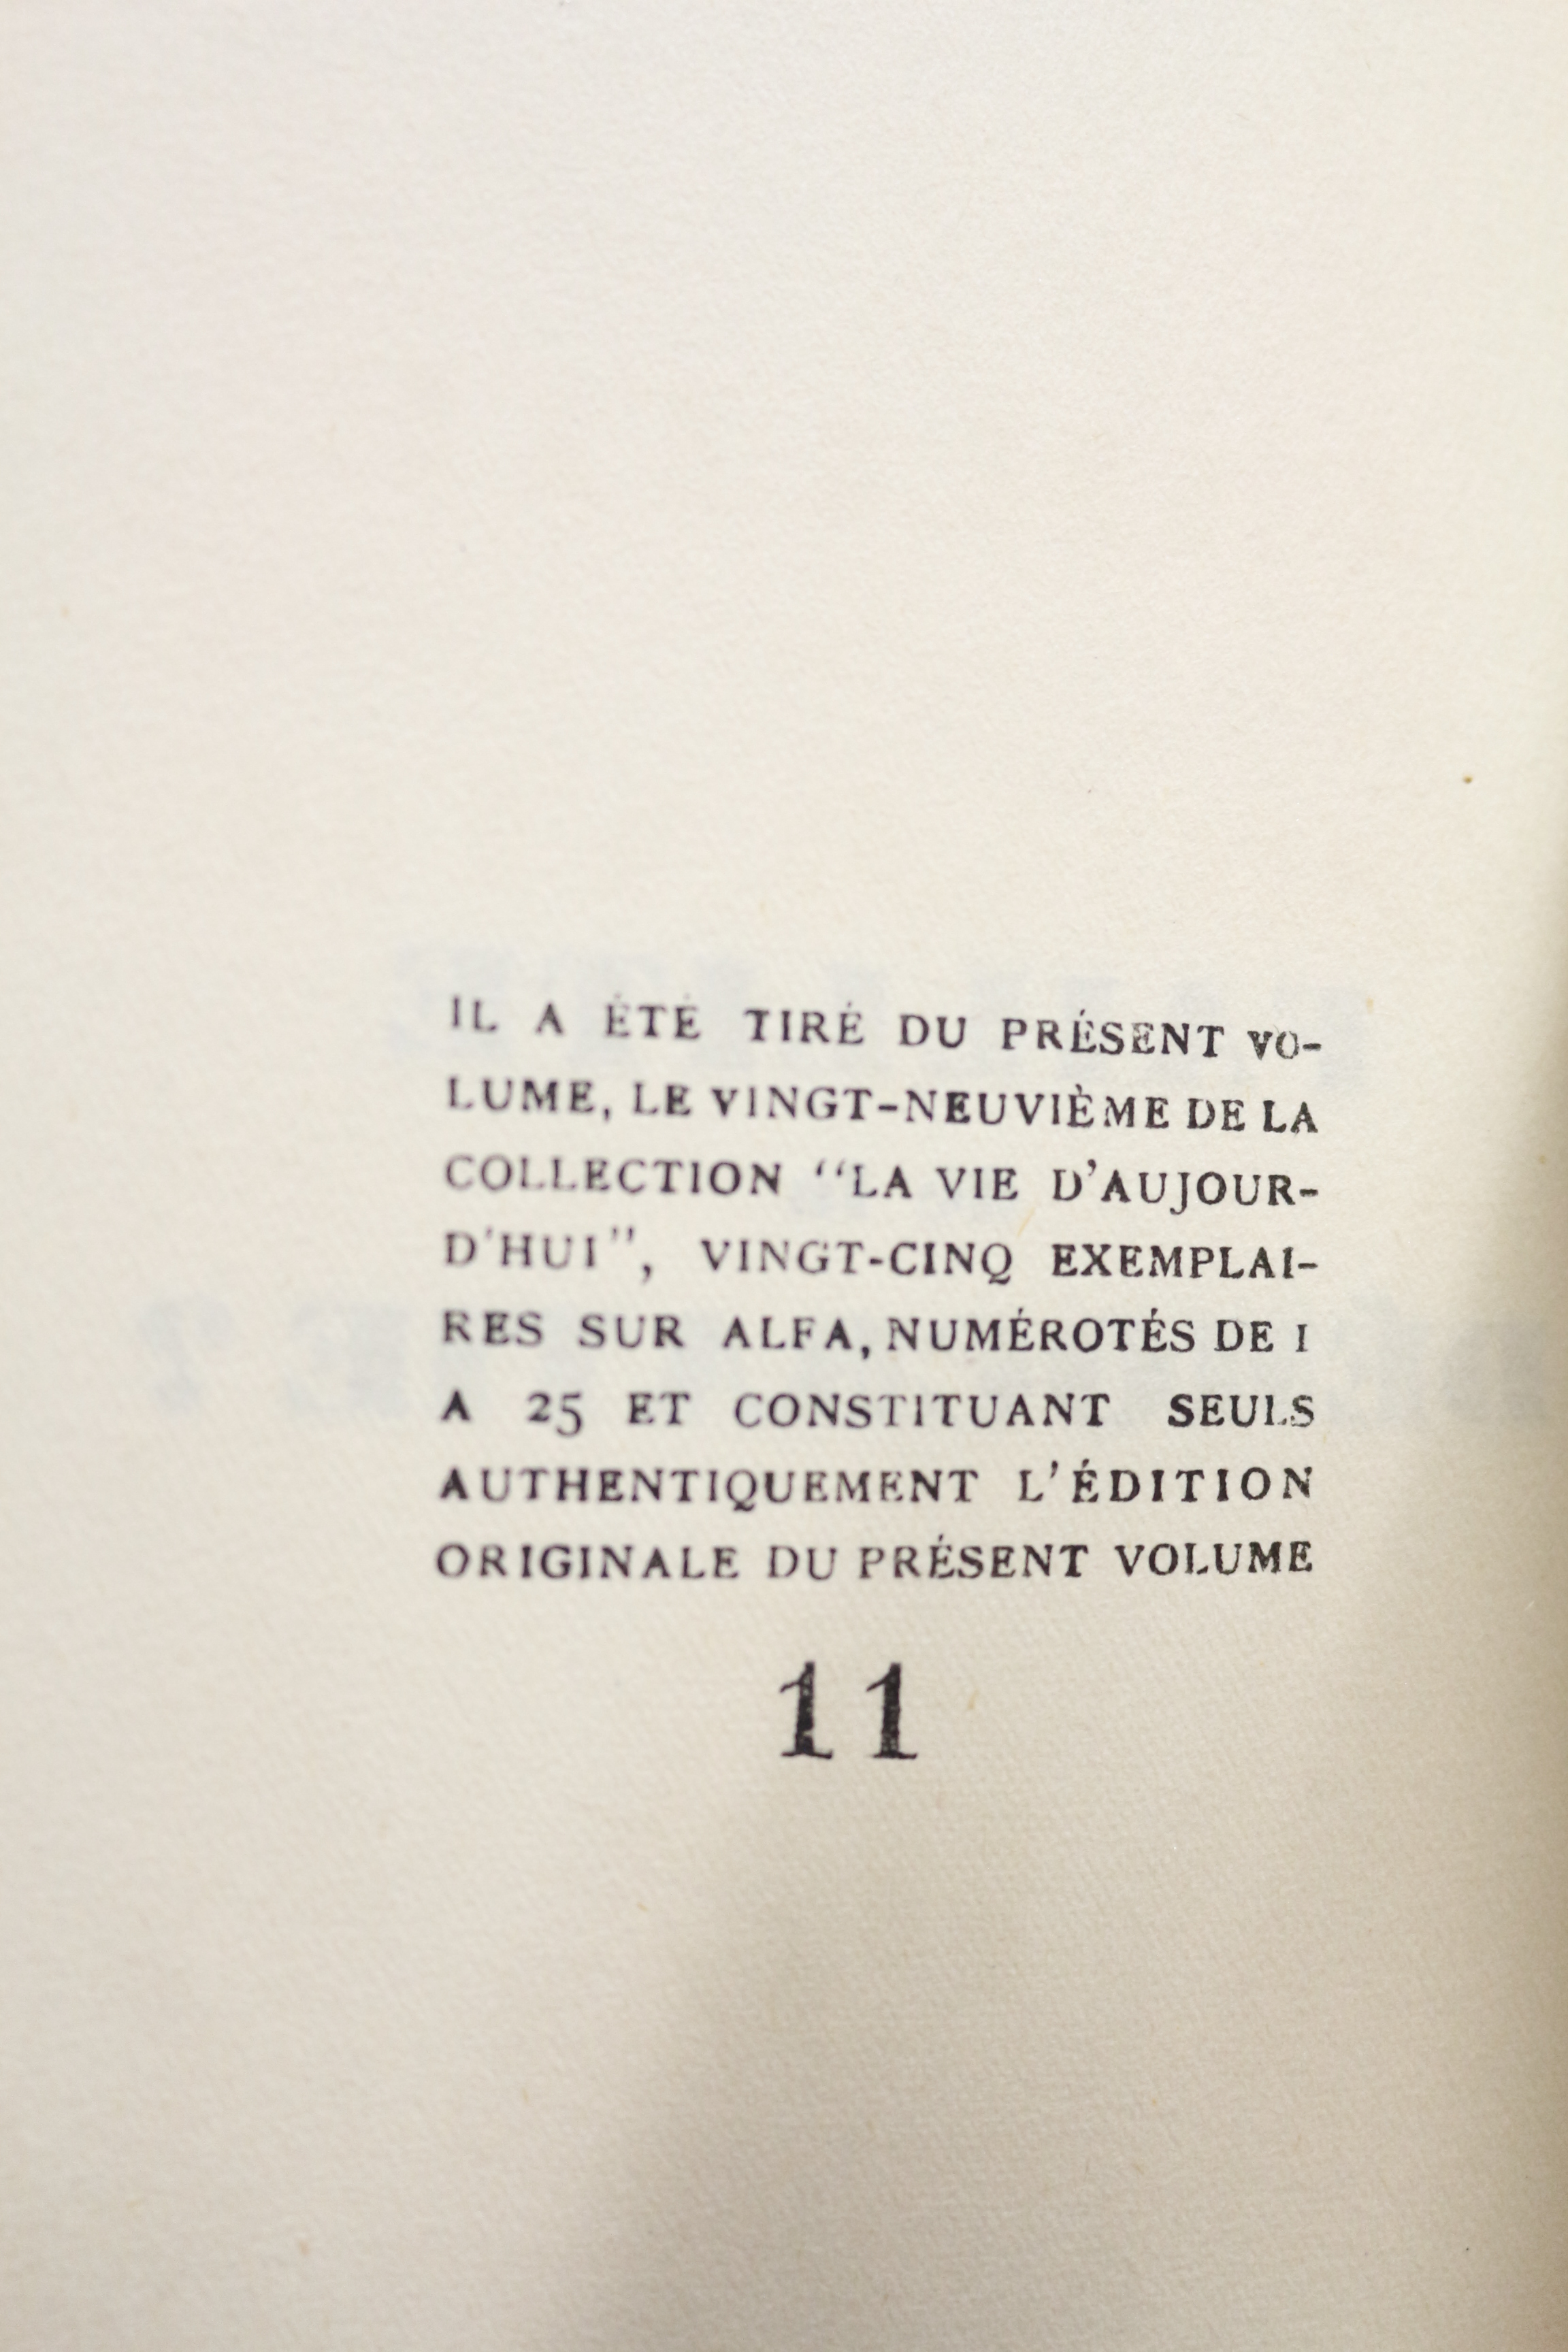 IL A ÉTÉ TIRÉ DU PRÉSENT VO-
LUME, LE VINGT-NEUVIÈME DE LA
COLLECTION “LA VIE D’AUJOUR-
D’HUI”, VINGT-CINQ EXEMPLAI-
RES SUR ALFA, NUMÉROTÉS DE I
A 25 ET CONSTITUANT SEULS
AUTHENTIQUEMENT L’ÉDITION
ORIGINALE DU PRÉSENT VOLUME
11